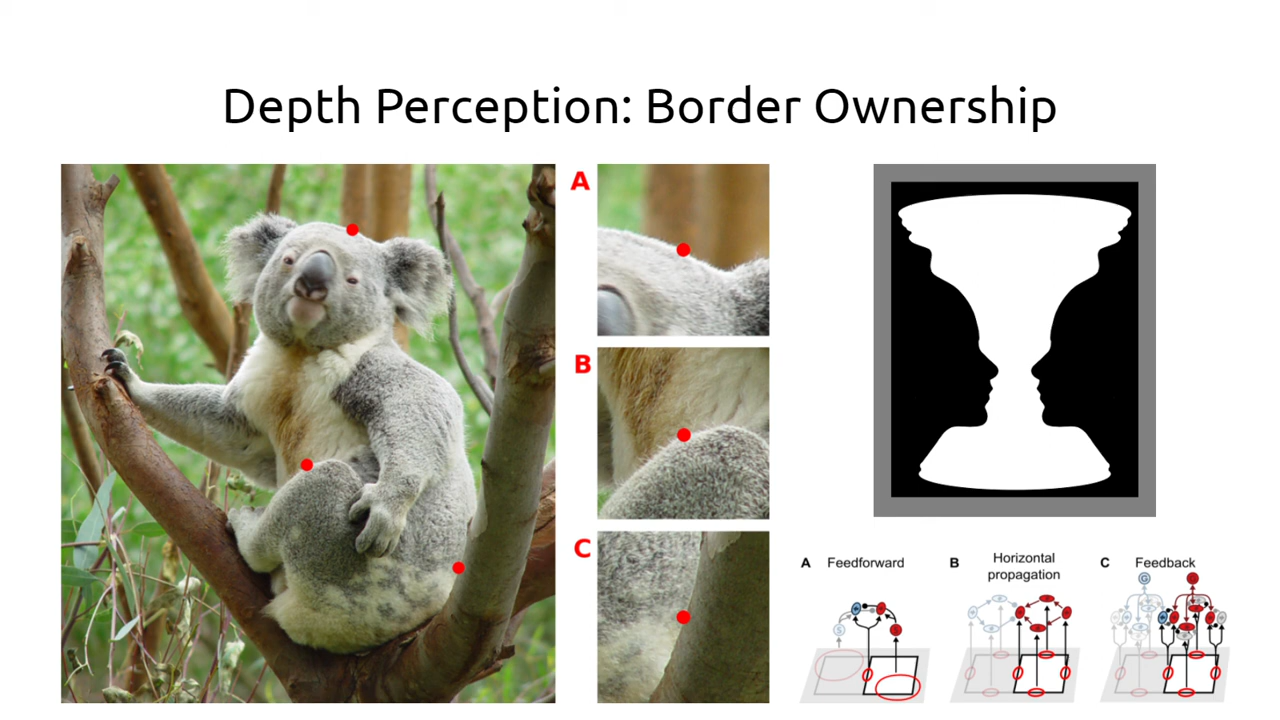 Depth Perception: Border Ownership
A
B
C
A Feedforward
B Horizontal
propagation
C Feedback
G
S